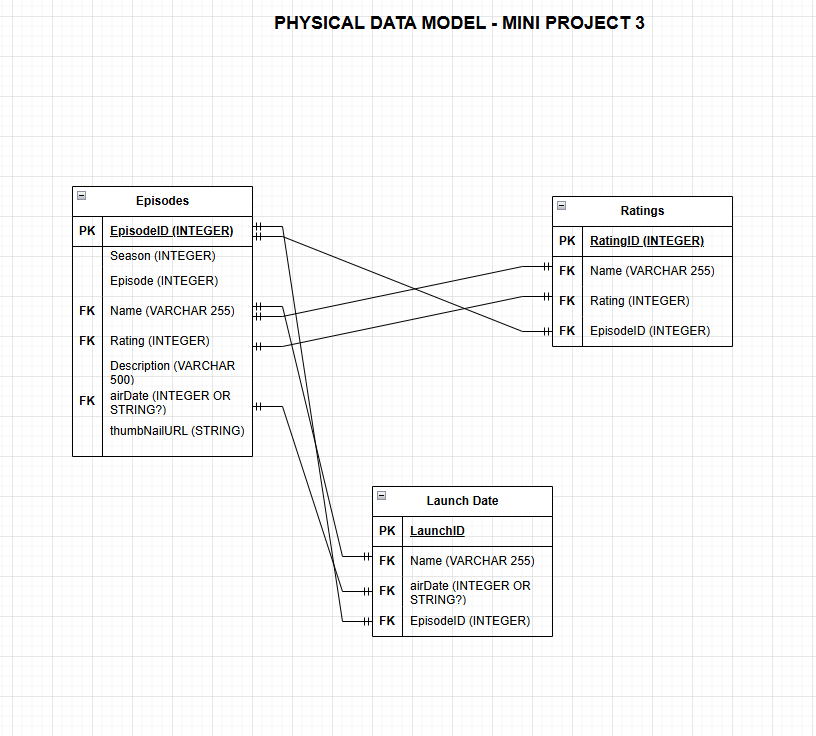 PHYSICAL DATA MODEL - MINI PROJECT 3
Episodes
PK EpisodeID (INTEGER)
Season (INTEGER)
Episode (INTEGER)
FK Name (VARCHAR 255)
FK Rating (INTEGER)
Description (VARCHAR
500)
FK airDate (INTEGER OR
STRING?)
thumbNailURL (STRING)
Ratings
PK RatingID (INTEGER)
FK Name (VARCHAR 255)
FK Rating (INTEGER)
FK EpisodeID (INTEGER)
Launch Date
PK LaunchID
FK Name (VARCHAR 255)
FK airDate (INTEGER OR
STRING?)
FK EpisodeID (INTEGER)